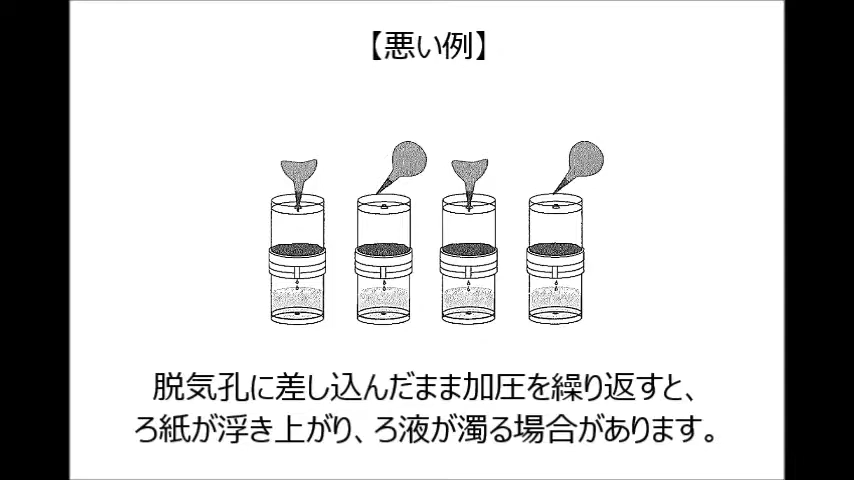 【悪い例】
脱気孔に差し込んだまま加圧を繰り返すと、
ろ紙が浮き上がり、ろ液が濁る場合があります。